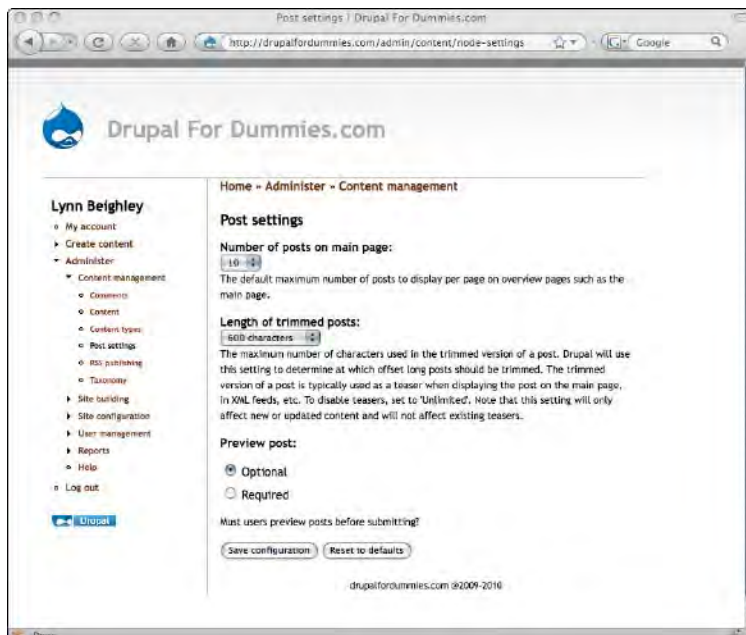 Post settings | Drupal For Dummies.com
http://drupalfordummies.com/admin/content/node-settings
Google
Drupal For Dummies.com
Lynn Beighley
My account
Create content
Administer
Content management
Comments
Content
Content types
Post settings
RSS publishing
Taxonomy
Site building
Site configuration
User management
Reports
Help
Log out
Drupal
Home » Administer » Content management
Post settings
Number of posts on main page:
10
The default maximum number of posts to display per page on overview pages such as the
main page.
Length of trimmed posts:
600 characters
The maximum number of characters used in the trimmed version of a post. Drupal will use
this setting to determine at which offset long posts should be trimmed. The trimmed
version of a post is typically used as a teaser when displaying the post on the main page,
in XML feeds, etc. To disable teasers, set to 'Unlimited'. Note that this setting will only
affect new or updated content and will not affect existing teasers.
Preview post:
Optional
Required
Must users preview posts before submitting?
Save configuration
Reset to defaults
drupalfordummies.com ©2009-2010